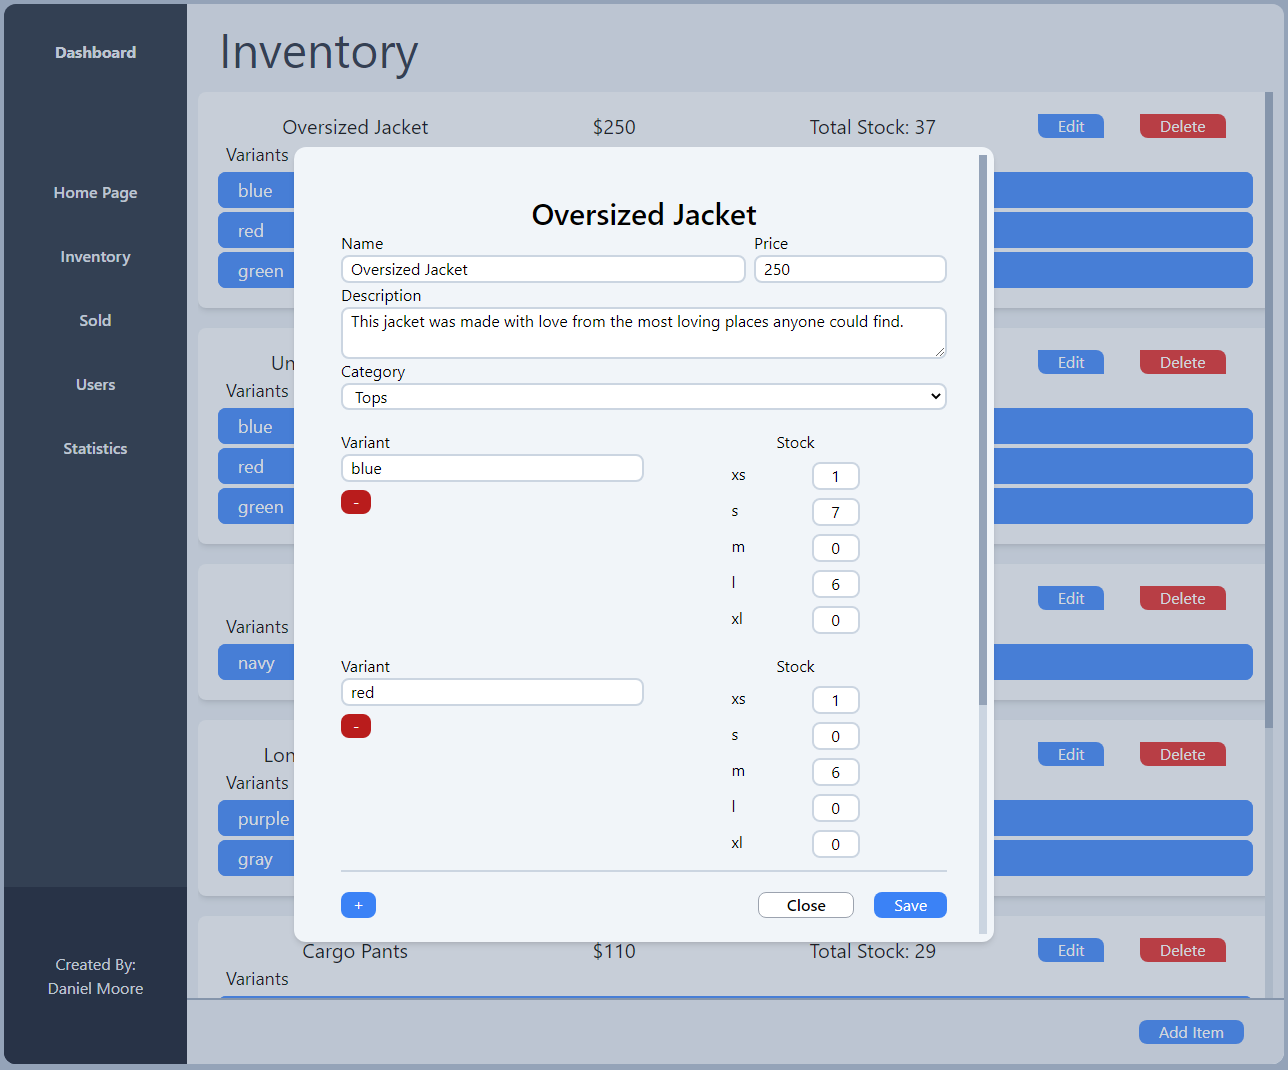 Dashboard
Home Page
Inventory
Sold
Users
Statistics
Created By:
Daniel Moore
Inventory
Oversized Jacket $250 Total Stock: 37 Edit Delete
Variants
blue
red
green
Edit Delete
Variants
blue
red
green
Edit Delete
Variants
navy
Edit Delete
Variants
purple
gray
Cargo Pants $110 Total Stock: 29 Edit Delete
Variants
Add Item
Oversized Jacket
Name Price
Oversized Jacket 250
Description
This jacket was made with love from the most loving places anyone could find.
Category
Tops
Variant Stock
blue
-
xs 1
s 7
m 0
l 6
xl 0
Variant Stock
red
-
xs 1
s 0
m 6
l 0
xl 0
+ Close Save